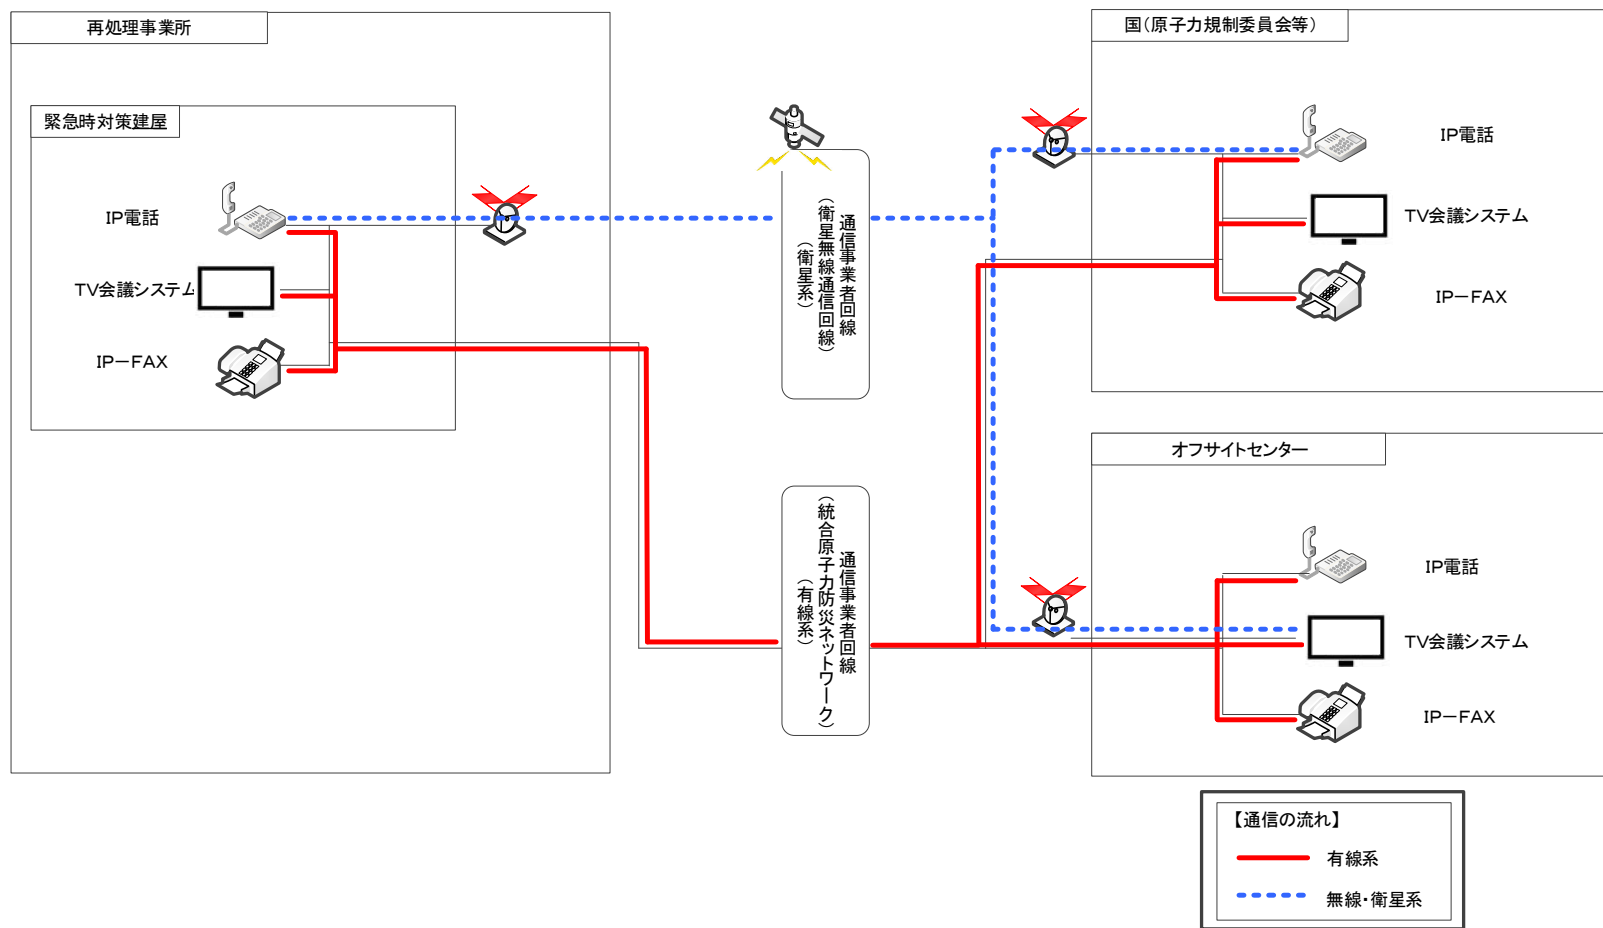 再処理事業所
緊急時対策建屋
IP電話
TV会議システム
IP－FAX
通信事業者回線
（衛星無線通信回線）
（衛星系）
通信事業者回線
（統合原子力防災ネットワーク）
（有線系）
国（原子力規制委員会等）
IP電話
TV会議システム
IP－FAX
オフサイトセンター
IP電話
TV会議システム
IP－FAX
【通信の流れ】
有線系
無線・衛星系